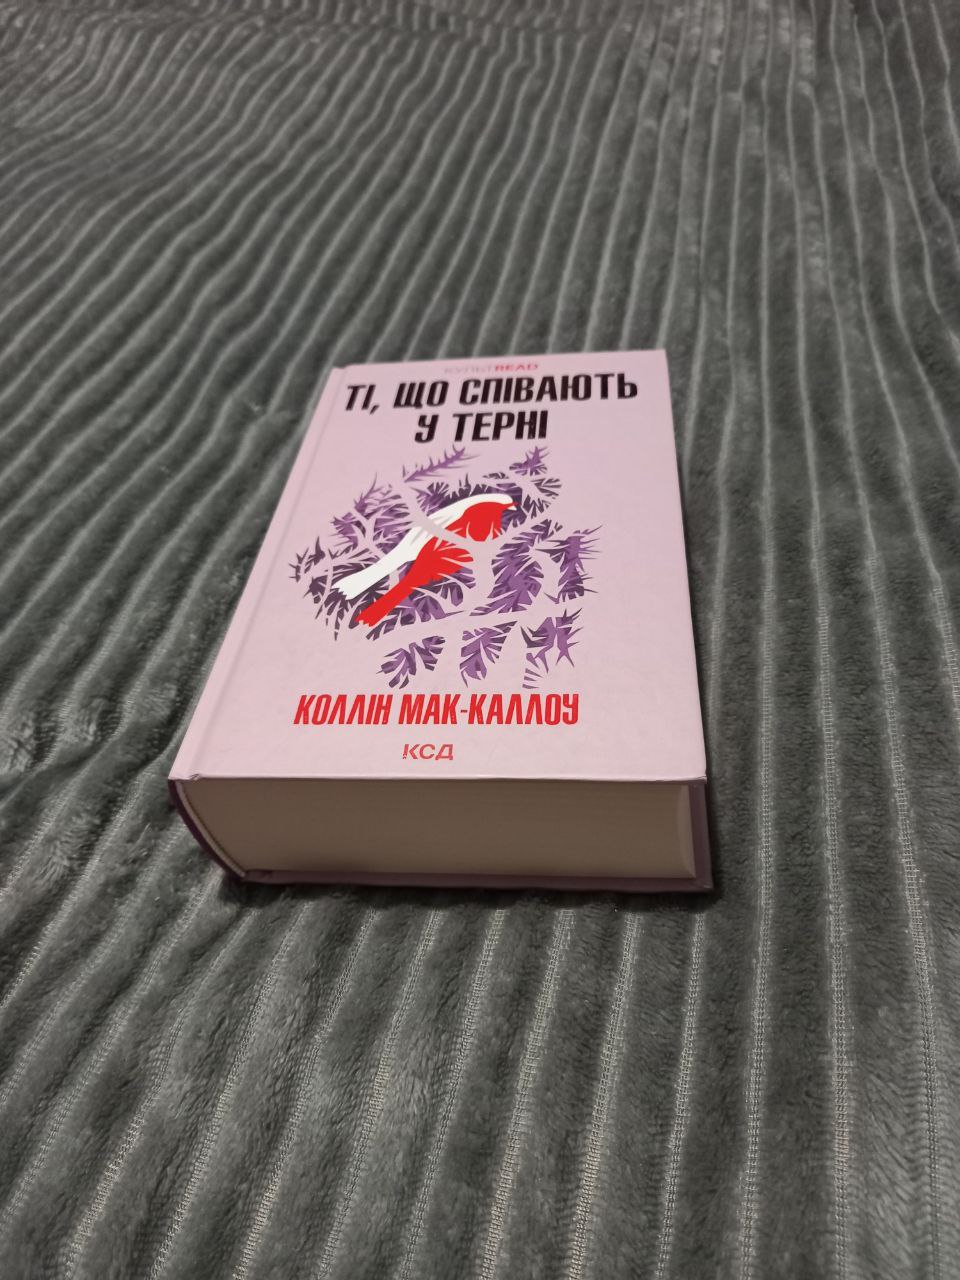 КУЛЬТREAD
ТІ, ЩО СПІВАЮТЬ
У ТЕРНІ
КОЛЛІН МАК-КАЛЛОУ
КСД